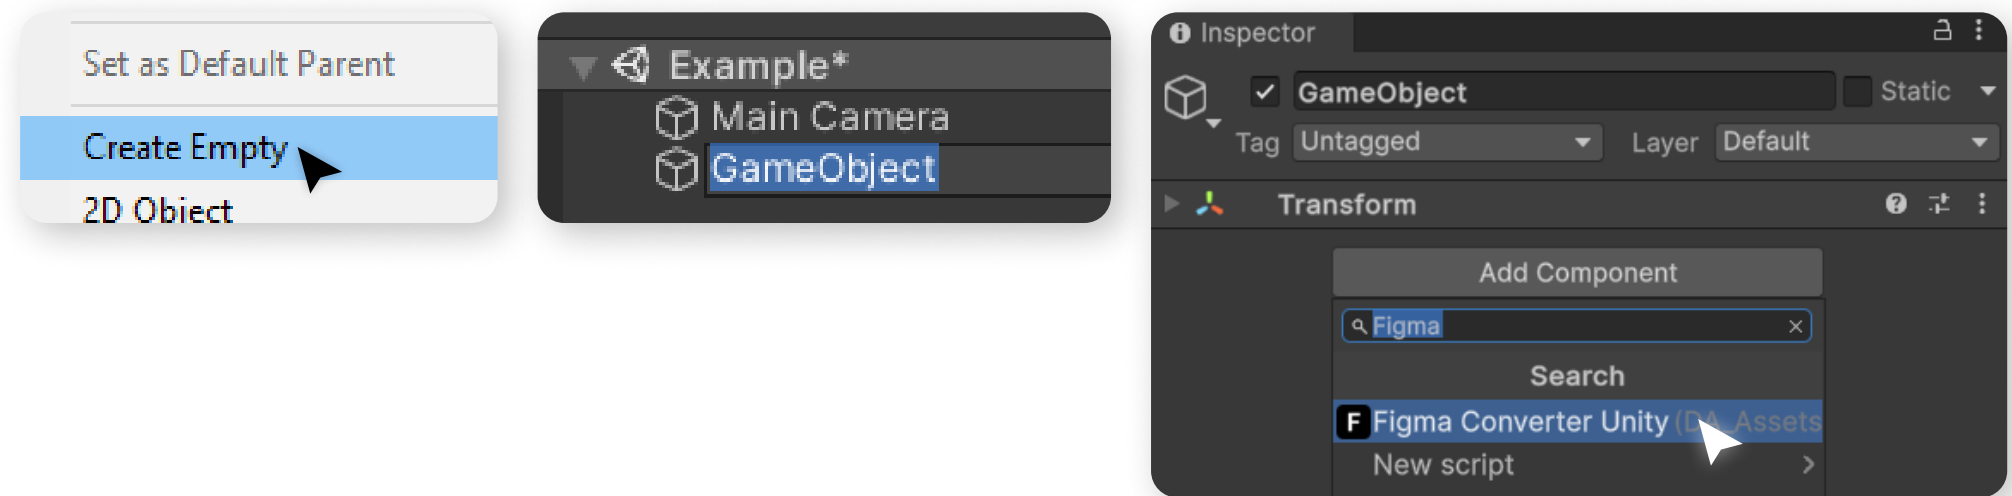 Set as Default Parent
Create Empty
2D Object
Example*
Main Camera
GameObject
Inspector
GameObject
Static
Tag Untagged Layer Default
Transform
Add Component
Figma
Search
F Figma Converter Unity (DA_Assets
New script